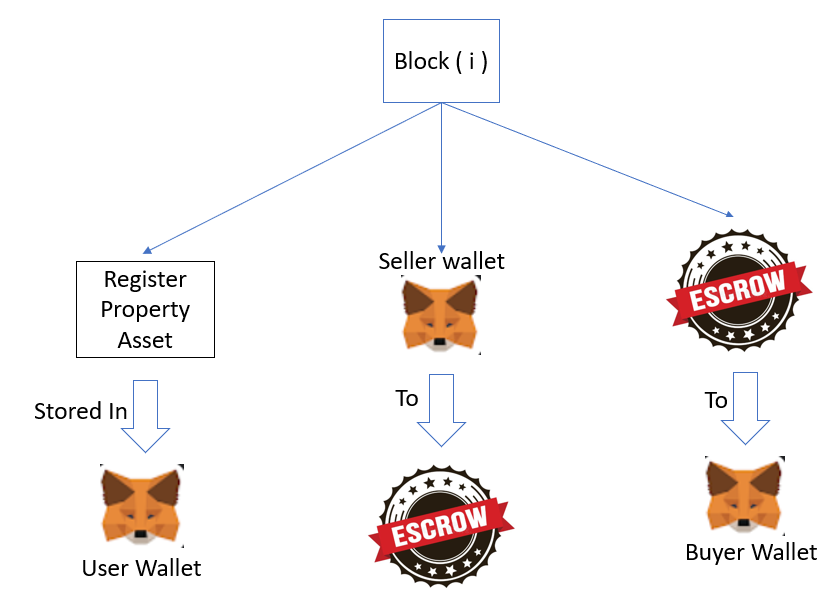 Block ( i )
Register
Property
Asset
Seller wallet
ESCROW
Stored In
To
To
User Wallet
ESCROW
Buyer Wallet